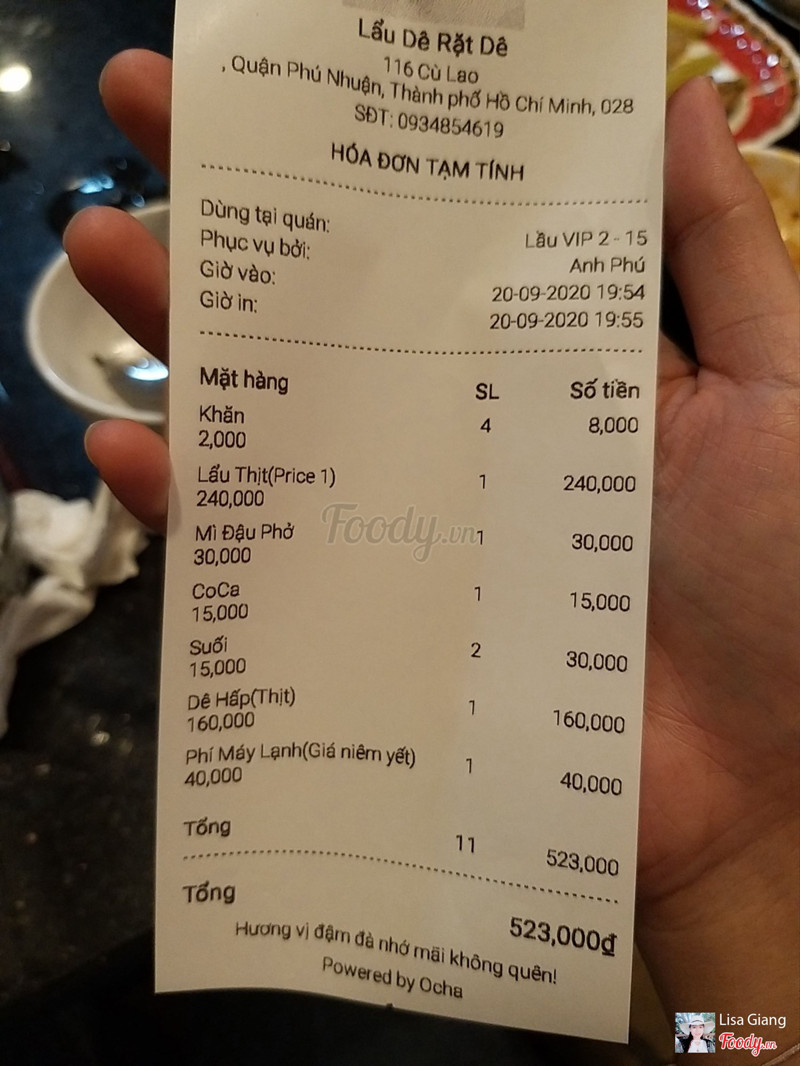 Lẩu Dê Rặt Dê
116 Cù Lao
, Quận Phú Nhuận, Thành phố Hồ Chí Minh, 028
SĐT: 0934854619
HÓA ĐƠN TẠM TÍNH
Dùng tại quán: Lầu VIP 2 - 15
Phục vụ bởi: Anh Phú
Giờ vào: 20-09-2020 19:54
Giờ in: 20-09-2020 19:55
Mặt hàng SL Số tiền
Khăn 4 8,000
2,000
Lẩu Thịt(Price 1) 1 240,000
240,000
Mì Đậu Phở 1 30,000
30,000
CoCa 1 15,000
15,000
Suối 2 30,000
15,000
Dê Hấp(Thịt) 1 160,000
160,000
Phí Máy Lạnh(Giá niêm yết) 1 40,000
40,000
Tổng 11 523,000
Tổng 523,000₫
Hương vị đậm đà nhớ mãi không quên!
Powered by Ocha
Foody.vn
Lisa Giang
Foody.vn